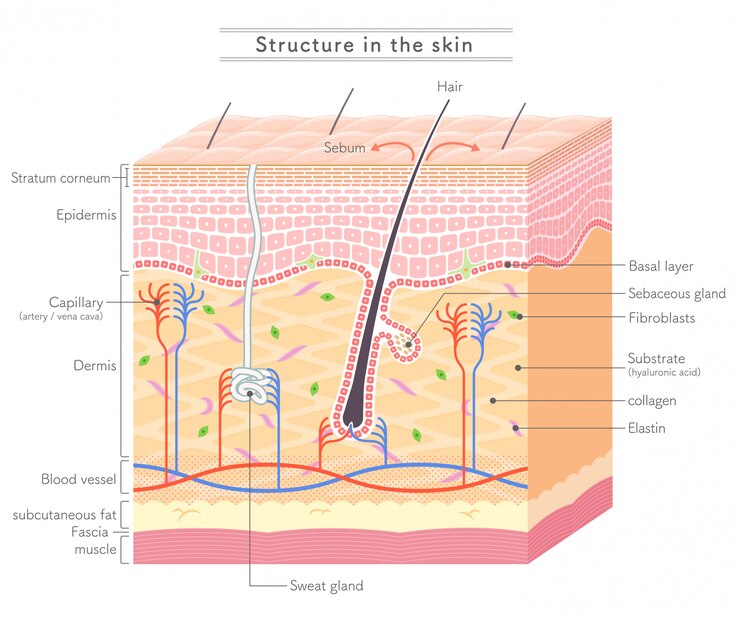 Structure in the skin
Hair
Sebum
Stratum corneum
Epidermis
Capillary
(artery / vena cava)
Dermis
Blood vessel
subcutaneous fat
Fascia
muscle
Basal layer
Sebaceous gland
Fibroblasts
Substrate
(hyaluronic acid)
collagen
Elastin
Sweat gland